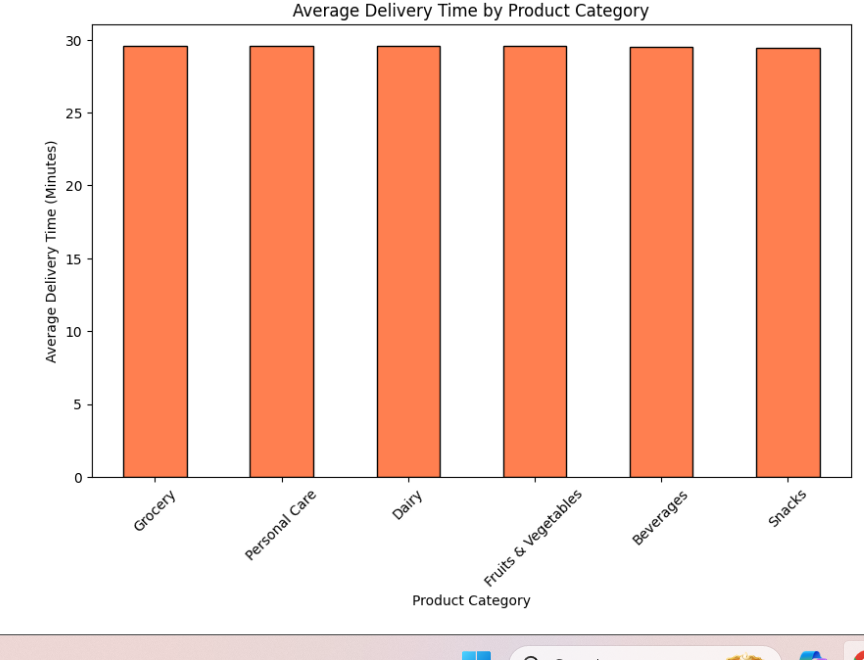 Average Delivery Time by Product Category
Average Delivery Time (Minutes)
30
25
20
15
10
5
0
Grocery
Personal Care
Dairy
Fruits & Vegetables
Beverages
Snacks
Product Category